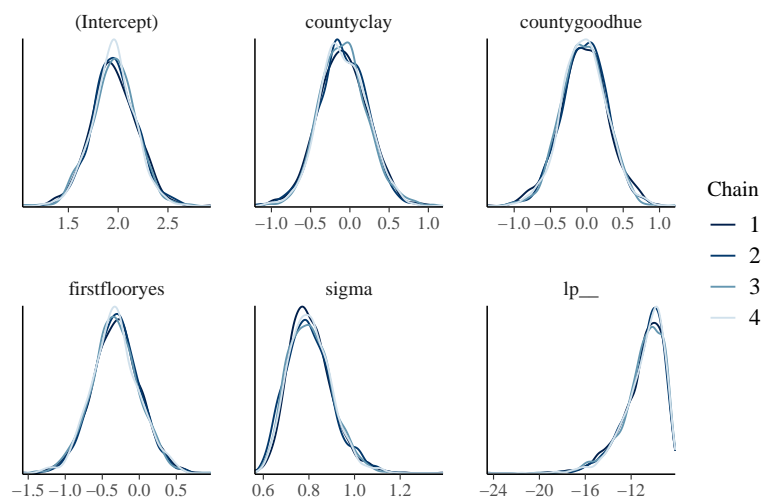 (Intercept)
countyclay
countygoodhue
1.5 2.0 2.5
−1.0 −0.5 0.0 0.5 1.0
−1.0 −0.5 0.0 0.5 1.0
Chain
1
2
3
4
firstflooryes
sigma
lp__
−1.5 −1.0 −0.5 0.0 0.5
0.6 0.8 1.0 1.2
−24 −20 −16 −12